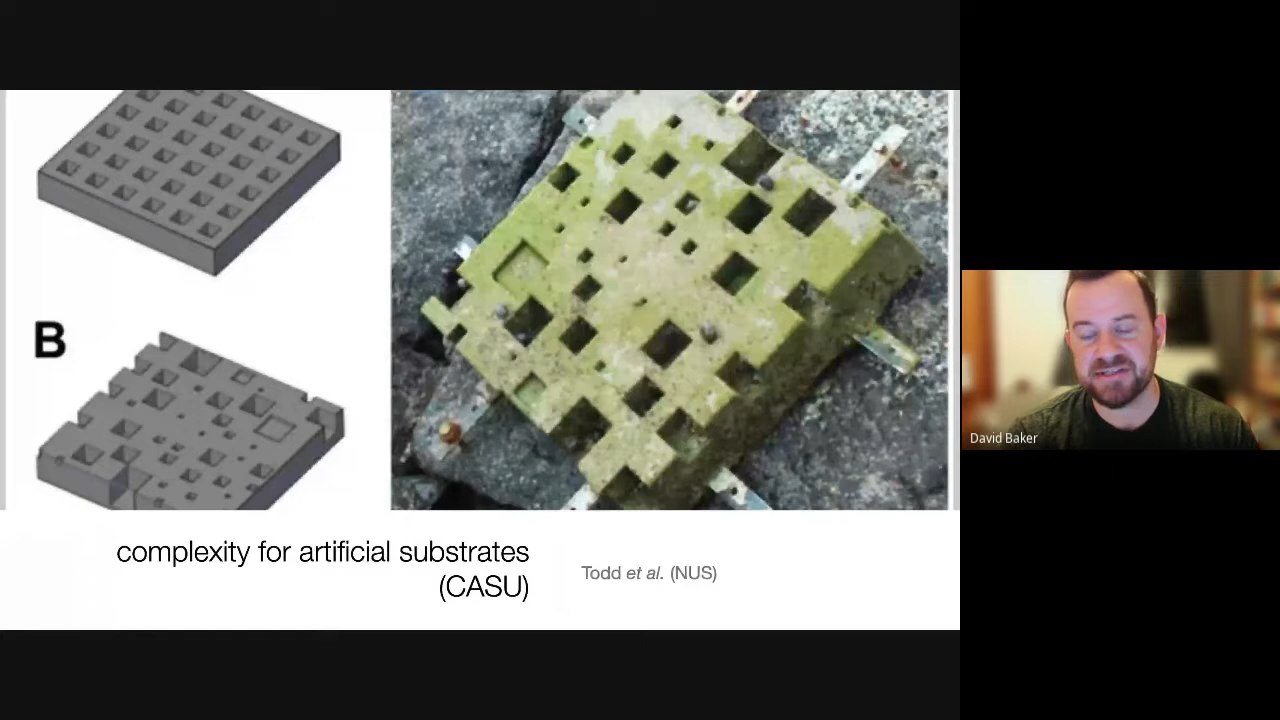 B
complexity for artificial substrates
(CASU)
Todd et al. (NUS)
David Baker